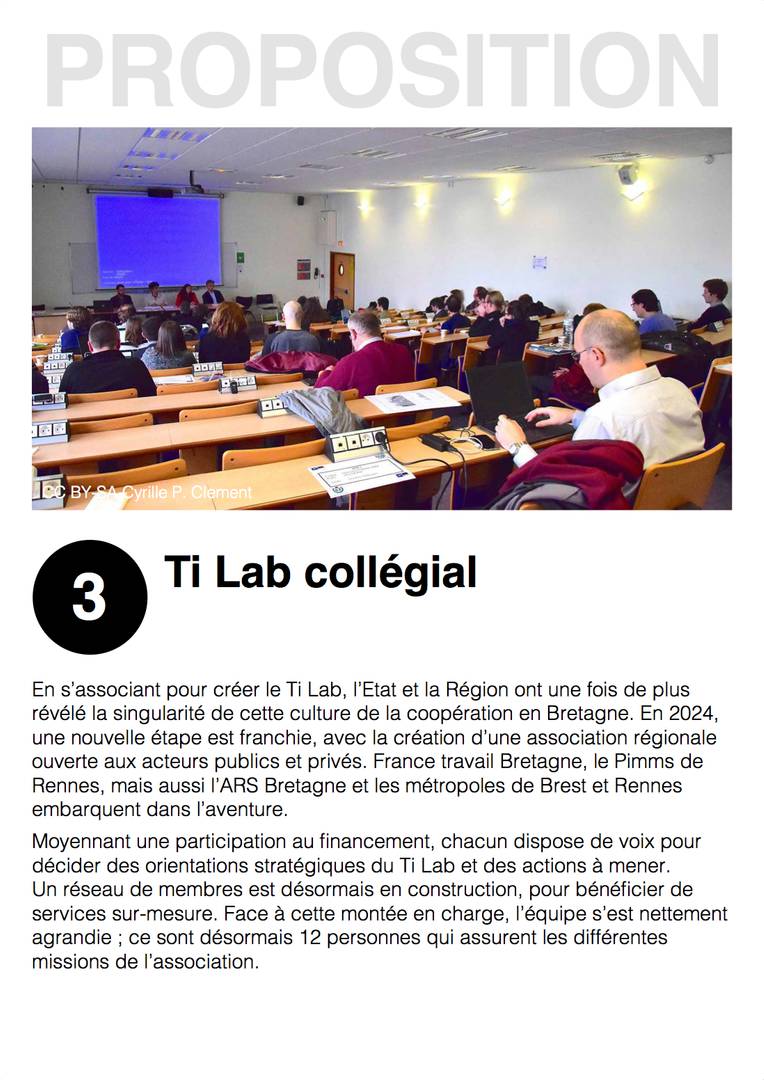 PROPOSITION
CC BY-SA Cyrille P. Clement
3
Ti Lab collégial
En s’associant pour créer le Ti Lab, l’Etat et la Région ont une fois de plus
révélé la singularité de cette culture de la coopération en Bretagne. En 2024,
une nouvelle étape est franchie, avec la création d’une association régionale
ouverte aux acteurs publics et privés. France travail Bretagne, le Pimms de
Rennes, mais aussi l’ARS Bretagne et les métropoles de Brest et Rennes
embarquent dans l’aventure.
Moyennant une participation au financement, chacun dispose de voix pour
décider des orientations stratégiques du Ti Lab et des actions à mener.
Un réseau de membres est désormais en construction, pour bénéficier de
services sur-mesure. Face à cette montée en charge, l’équipe s’est nettement
agrandie ; ce sont désormais 12 personnes qui assurent les différentes
missions de l’association.